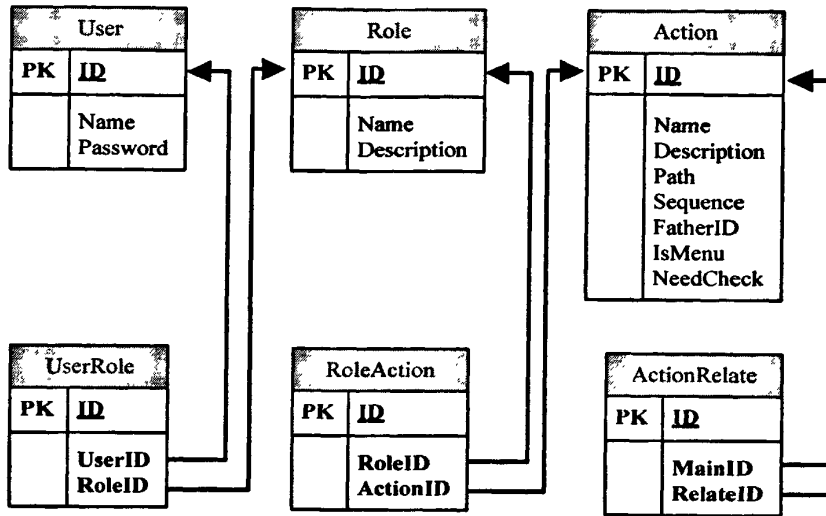 User
PK ID
Name
Password
Role
PK ID
Name
Description
Action
PK ID
Name
Description
Path
Sequence
FatherID
IsMenu
NeedCheck
UserRole
PK ID
UserID
RoleID
RoleAction
PK ID
RoleID
ActionID
ActionRelate
PK ID
MainID
RelateID